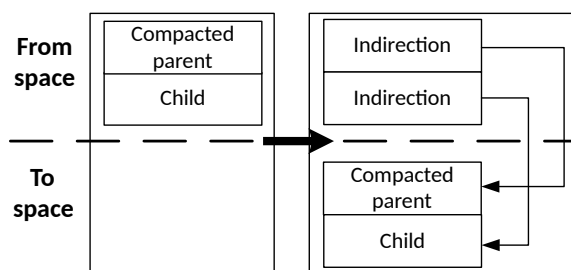 From
space
Compacted
parent
Child
Indirection
Indirection
To
space
Compacted
parent
Child